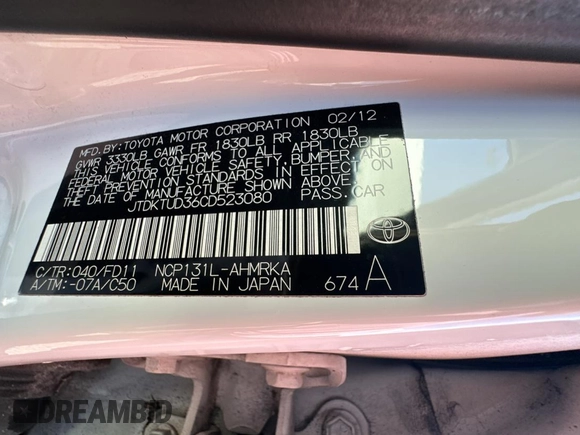 MFD.BY:TOYOTA MOTOR CORPORATION 02/12
GVWR 3330LB GAWR FR 1830LB RR 1830LB
THIS VEHICLE CONFORMS TO ALL APPLICABLE
FEDERAL MOTOR VEHICLE SAFETY,BUMPER,AND
THEFT PREVENTION STANDARDS IN EFFECT ON
THE DATE OF MANUFACTURE SHOWN ABOVE.
JTDKTUD36CD523080 PASS.CAR
C/TR:040/FD11 NCP131L-AHMRKA
A/TM:-07A/C50 MADE IN JAPAN 674A
DREAMBID